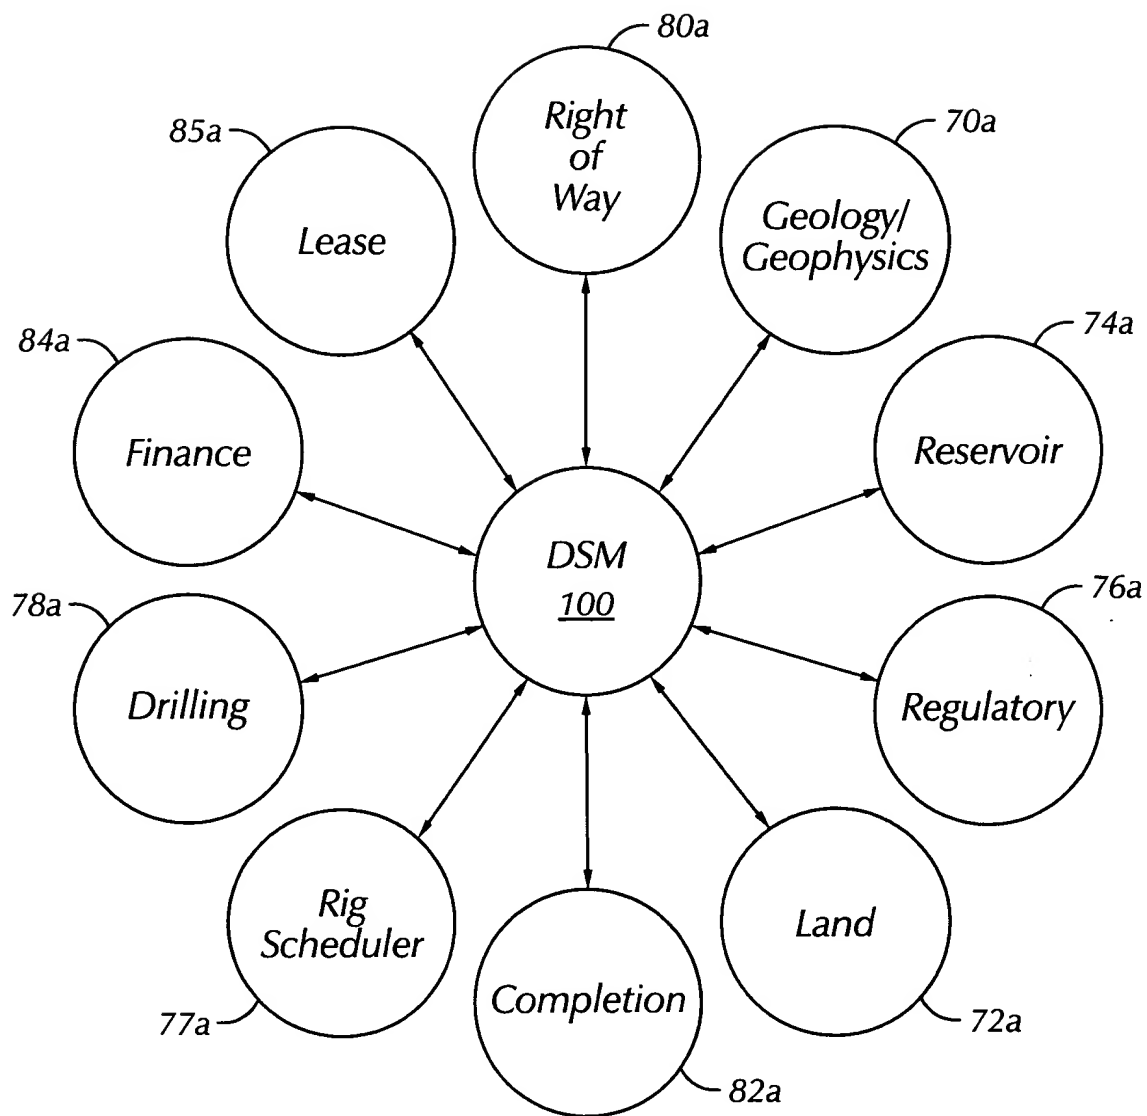 80a
Right
of
Way
85a
Lease
70a
Geology/
Geophysics
84a
Finance
74a
Reservoir
DSM
100
78a
Drilling
76a
Regulatory
Rig
Scheduler
77a
Completion
82a
Land
72a